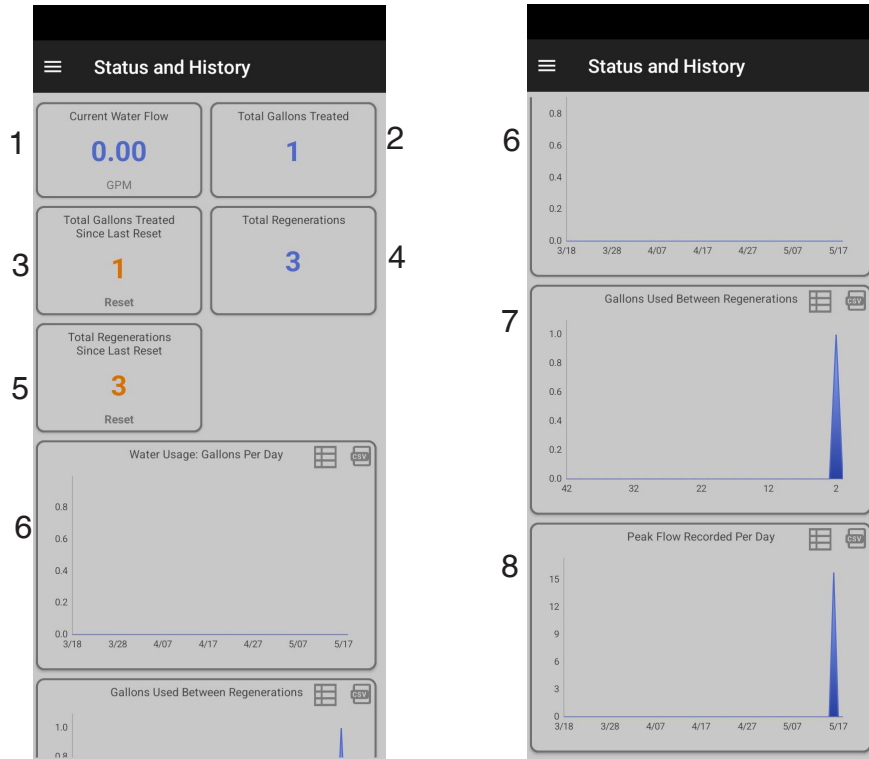 Status and History
1
Current Water Flow
0.00
GPM
Total Gallons Treated
1
2
3
Total Gallons Treated
Since Last Reset
1
Reset
Total Regenerations
3
4
5
Total Regenerations
Since Last Reset
3
Reset
6
Water Usage: Gallons Per Day
CSV
0.8
0.6
0.4
0.2
0.0
3/18 3/28 4/07 4/17 4/27 5/07 5/17
Gallons Used Between Regenerations
CSV
1.0
0.8
Status and History
6
0.8
0.6
0.4
0.2
0.0
3/18 3/28 4/07 4/17 4/27 5/07 5/17
7
Gallons Used Between Regenerations
CSV
1.0
0.8
0.6
0.4
0.2
0.0
42 32 22 12 2
8
Peak Flow Recorded Per Day
CSV
15
12
9
6
3
0
3/18 3/28 4/07 4/17 4/27 5/07 5/17